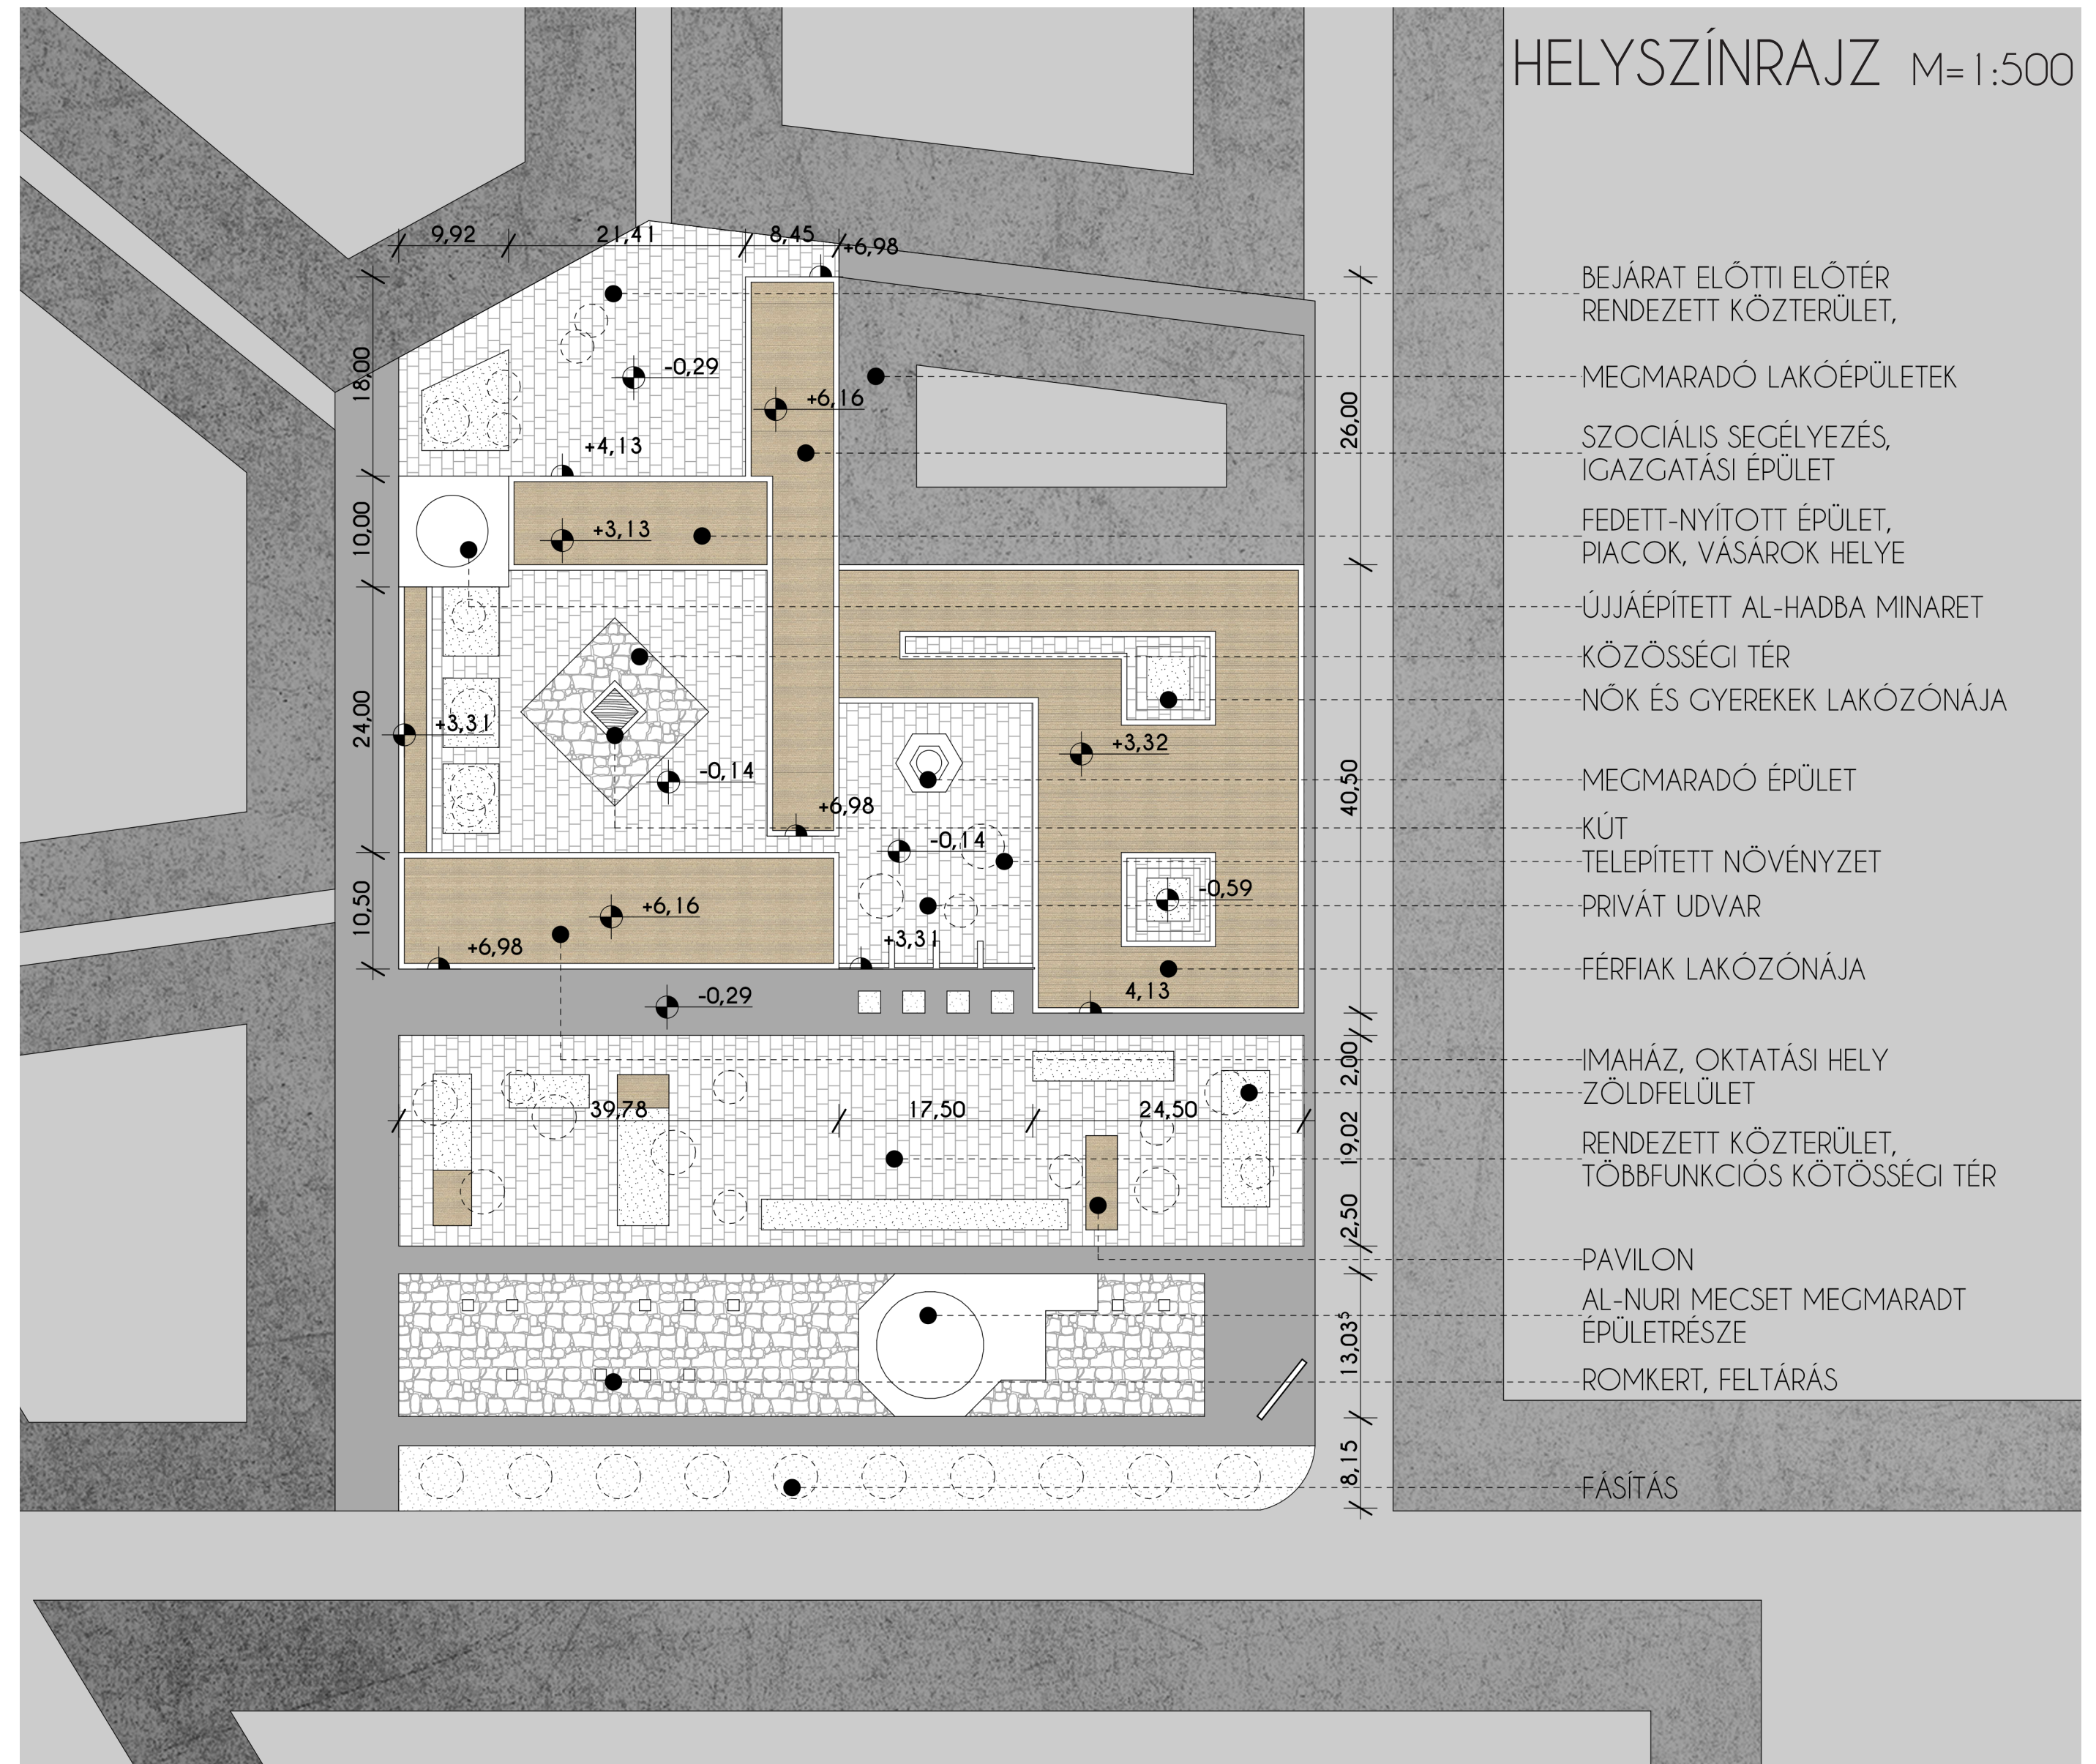 HELYSZÍNRAJZ M=1:500
9,92
21,41
8,45
+6,98
BEJÁRAT ELŐTTI ELŐTÉR
RENDEZETT KÖZTERÜLET,
18,00
-0,29
+6,16
26,00
MEGMARADÓ LAKÓÉPÜLETEK
+4,13
SZOCIÁLIS SEGÉLYEZÉS,
IGAZGATÁSI ÉPÜLET
10,00
+3,13
FEDETT-NYÍTOTT ÉPÜLET,
PIACOK, VÁSÁROK HELYE
ÚJJÁÉPÍTETT AL-HADBA MINARET
KÖZÖSSÉGI TÉR
NŐK ÉS GYEREKEK LAKÓZÓNÁJA
24,00
+3,31
-0,14
+3,32
40,50
MEGMARADÓ ÉPÜLET
+6,98
KÚT
-0,14
TELEPÍTETT NÖVÉNYZET
10,50
+6,16
-0,59
PRIVÁT UDVAR
+6,98
+3,31
FÉRFIAK LAKÓZÓNÁJA
-0,29
4,13
2,00
IMAHÁZ, OKTATÁSI HELY
ZÖLDFELÜLET
39,78
17,50
24,50
19,02
RENDEZETT KÖZTERÜLET,
TÖBBFUNKCIÓS KÖTÖSSÉGI TÉR
2,50
PAVILON
AL-NURI MECSET MEGMARADT
ÉPÜLETRÉSZE
13,03⁵
ROMKERT, FELTÁRÁS
8,15
FÁSÍTÁS